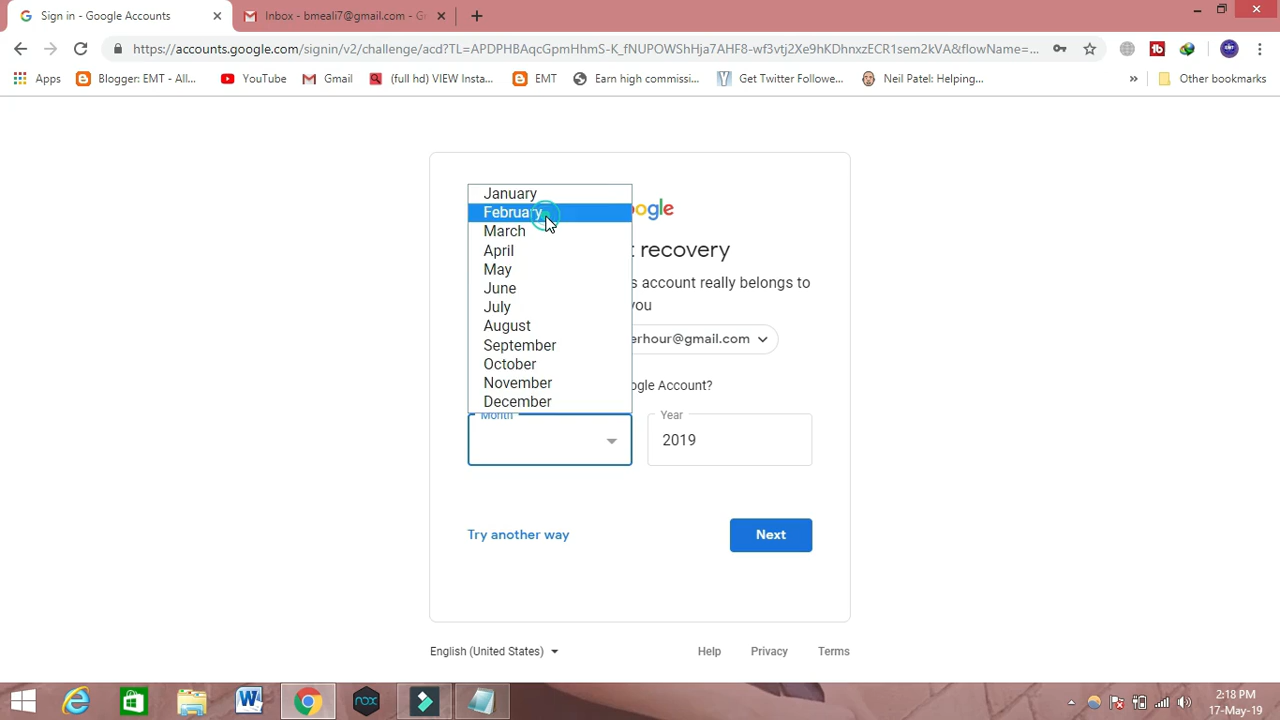 Sign in - Google Accounts
Inbox - bmeali7@gmail.com - G
https://accounts.google.com/signin/v2/challenge/acd?TL=APDPHBAqcGpmHhmS-K_fNUPOWShHja7AHF8-wf3vtj2Xe9hKDhnxzECR1sem2kVA&flowName=...
Apps
Blogger: EMT - Al...
YouTube
Gmail
(full hd) VIEW Insta...
EMT
Earn high commissi...
Get Twitter Followe...
Neil Patel: Helping...
»
Other bookmarks
January
February
March
April
May
June
July
August
September
October
November
December
ogle
t recovery
s account really belongs to
you
erhour@gmail.com
ogle Account?
Month
Year
2019
Try another way
Next
English (United States)
Help
Privacy
Terms
nox
2:18 PM
17-May-19